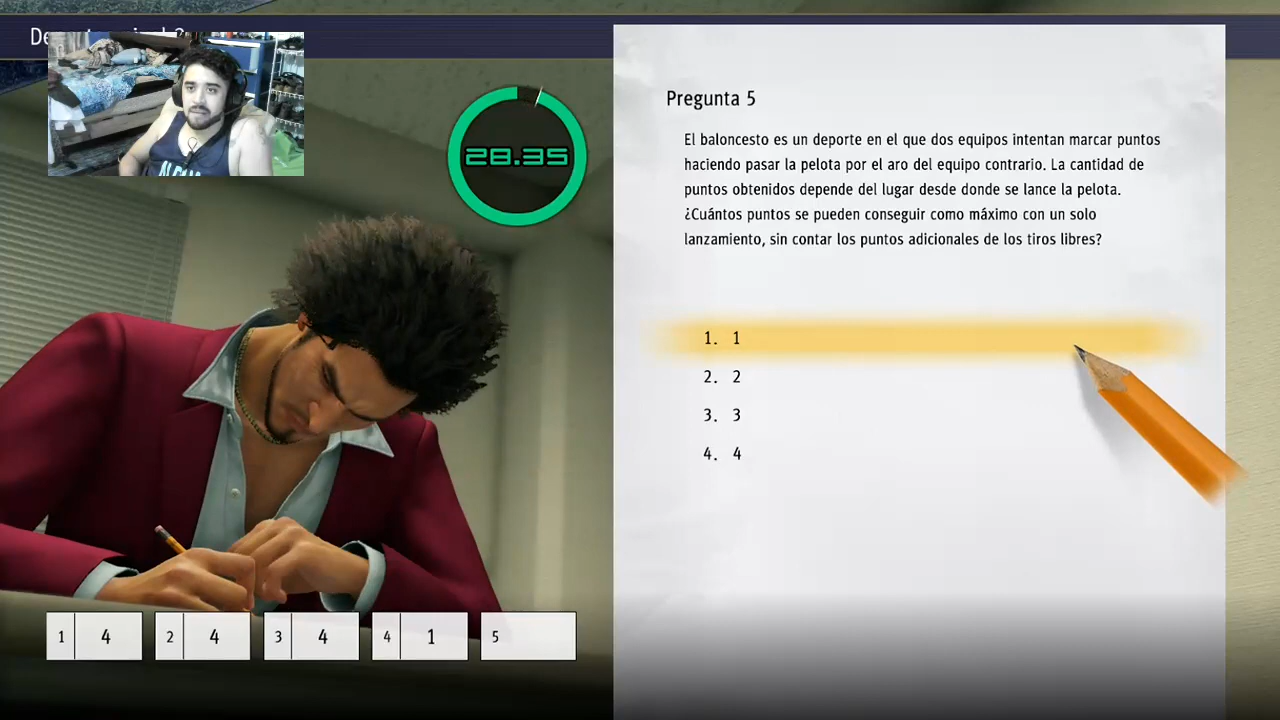 28.35
Pregunta 5
El baloncesto es un deporte en el que dos equipos intentan marcar puntos
haciendo pasar la pelota por el aro del equipo contrario. La cantidad de
puntos obtenidos depende del lugar desde donde se lance la pelota.
¿Cuántos puntos se pueden conseguir como máximo con un solo
lanzamiento, sin contar los puntos adicionales de los tiros libres?
1. 1
2. 2
3. 3
4. 4
1 4 2 4 3 4 4 1 5